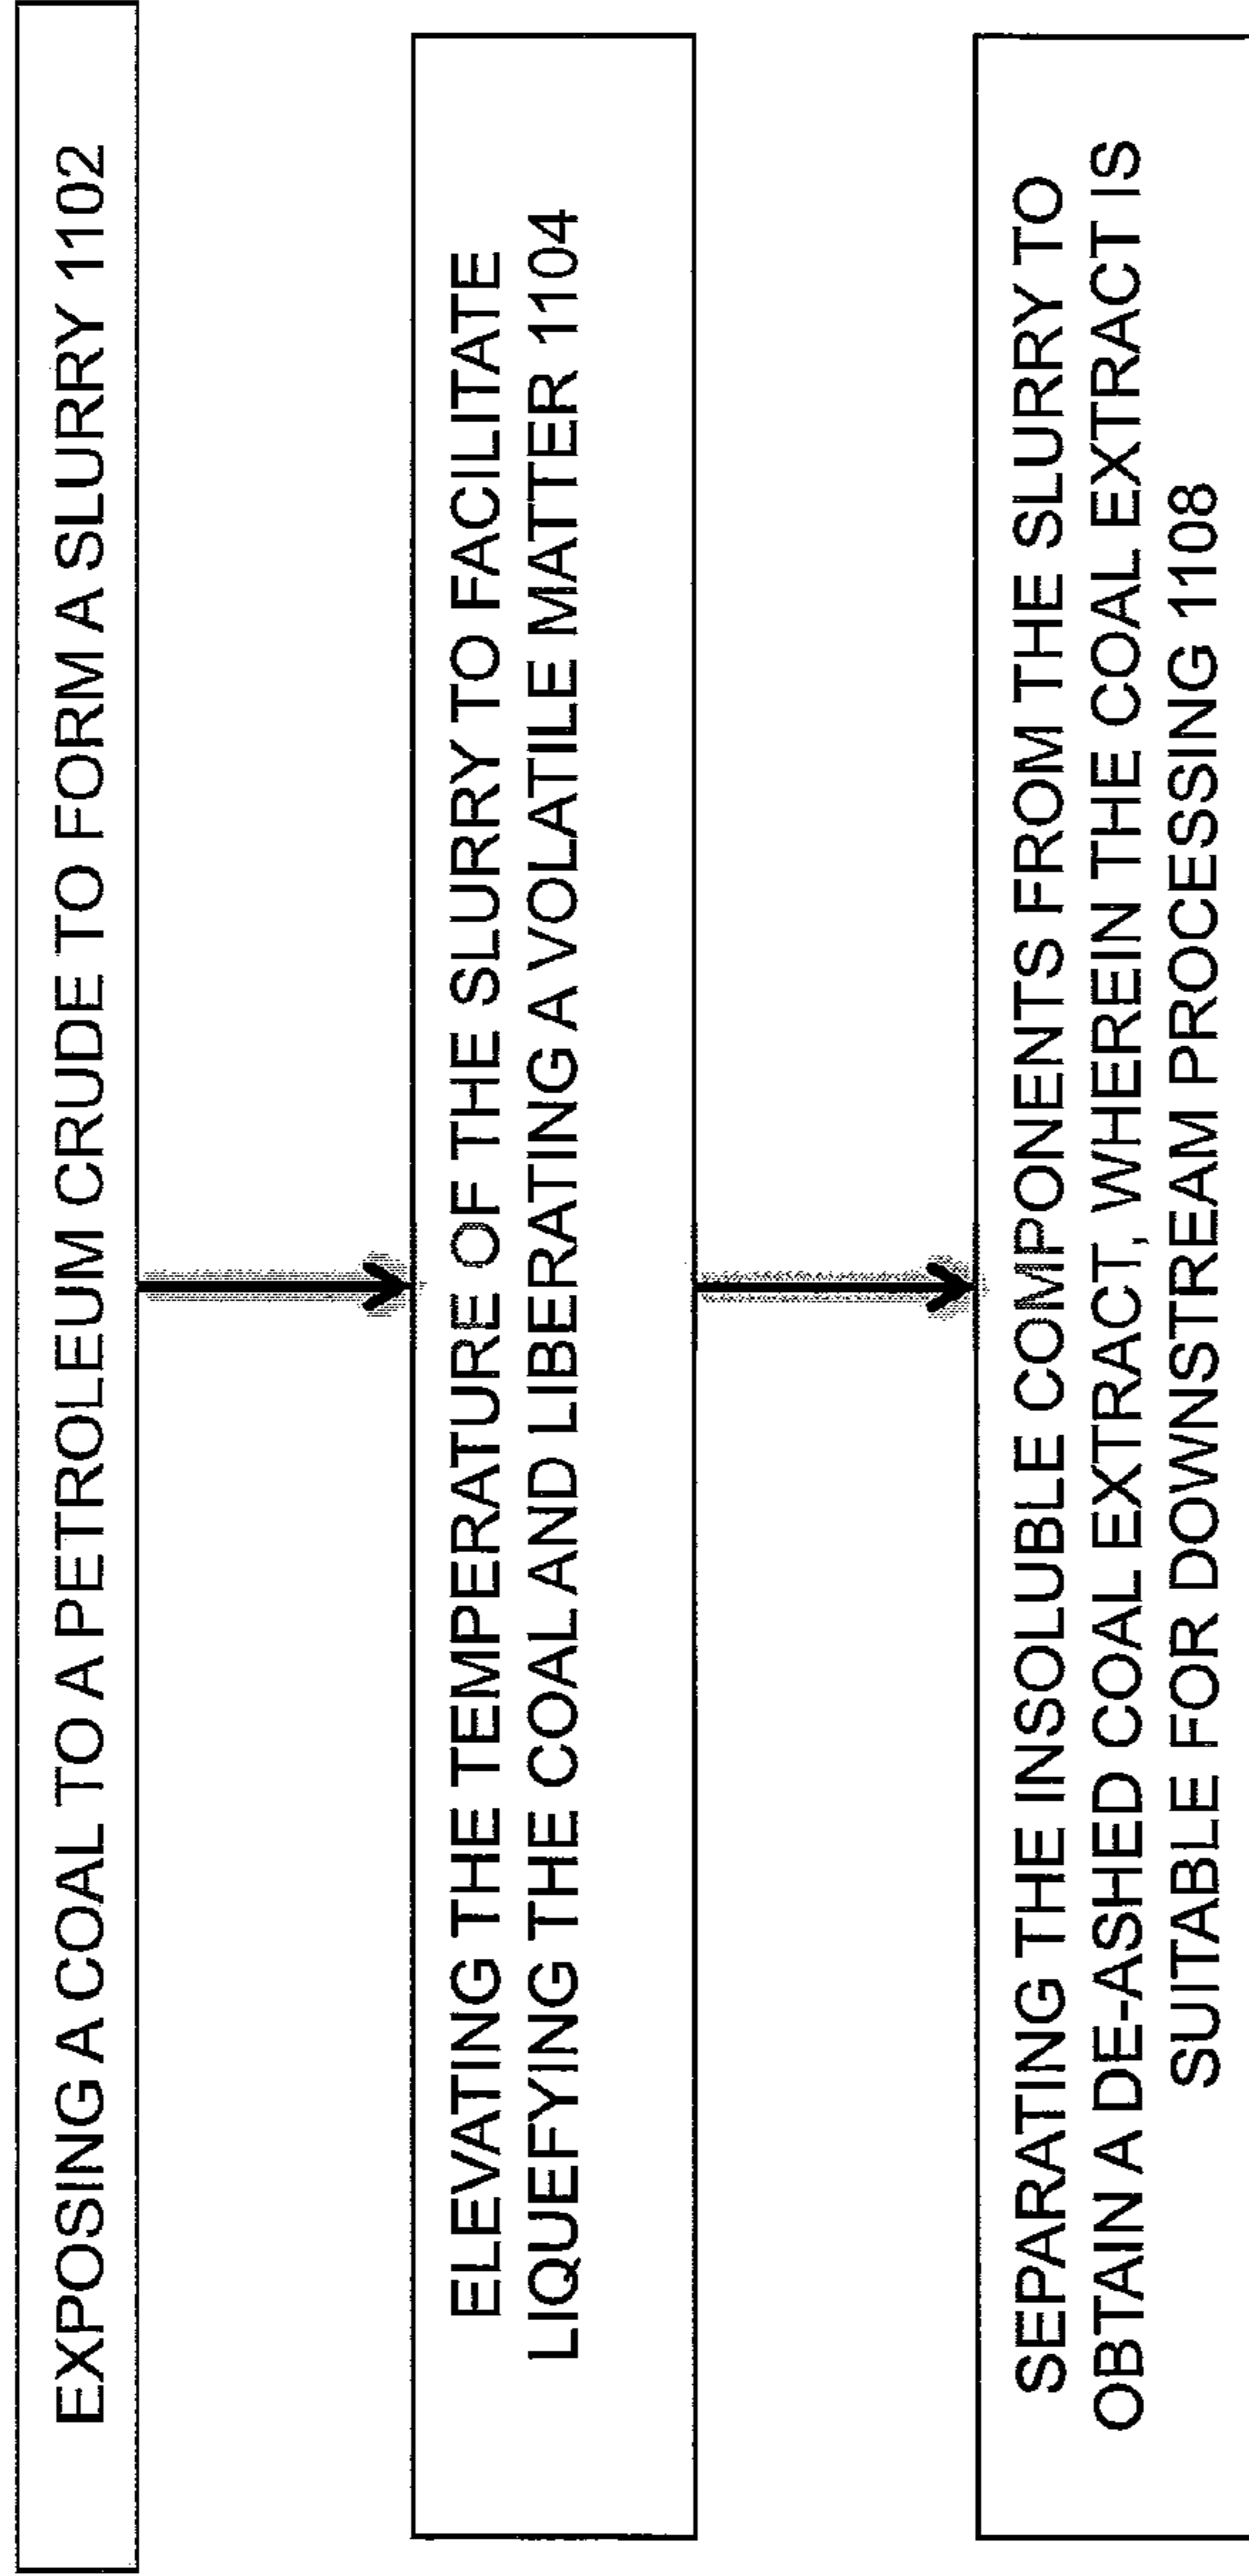 EXPOSING A COAL TO A PETROLEUM CRUDE TO FORM A SLURRY 1102
ELEVATING THE TEMPERATURE OF THE SLURRY TO FACILITATE
LIQUEFYING THE COAL AND LIBERATING A VOLATILE MATTER 1104
SEPARATING THE INSOLUBLE COMPONENTS FROM THE SLURRY TO
OBTAIN A DE-ASHED COAL EXTRACT, WHEREIN THE COAL EXTRACT IS
SUITABLE FOR DOWNSTREAM PROCESSING 1108